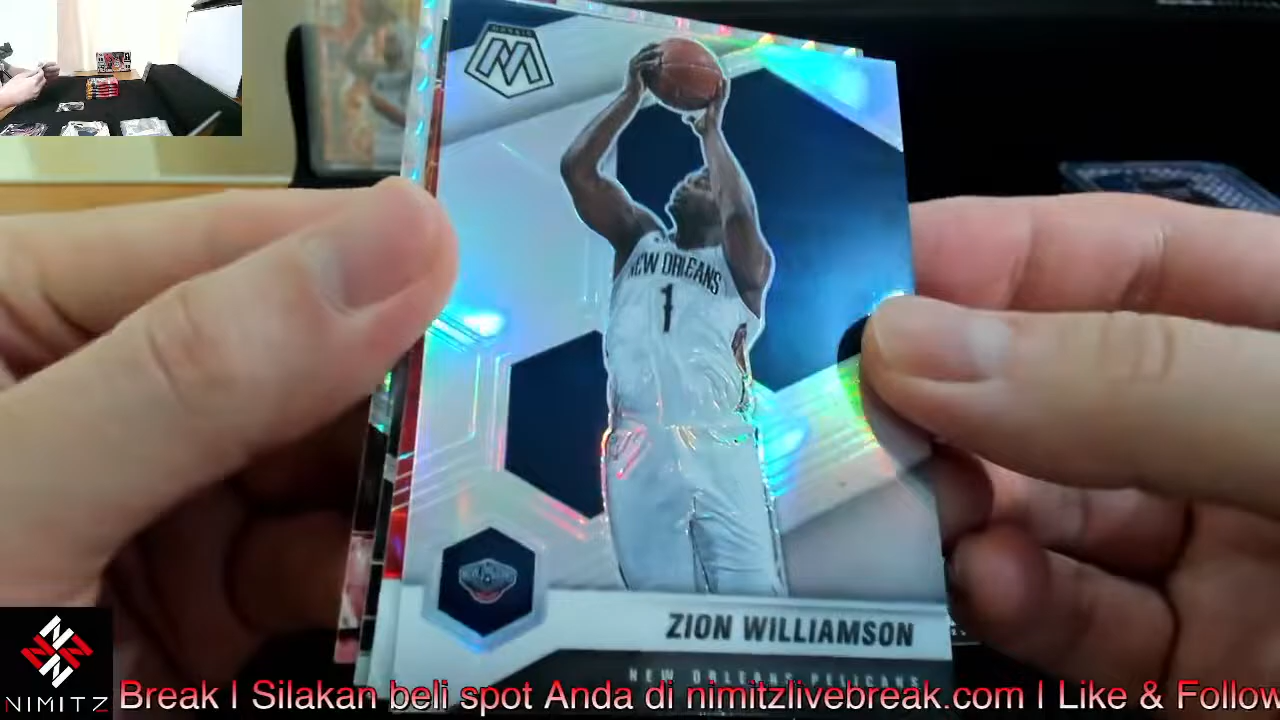 MOSAIC
NEW ORLEANS
1
ZION WILLIAMSON
NEW ORLEANS PELICANS
NIMITZ
Break | Silakan beli spot Anda di nimitzlivebreak.com | Like & Follow